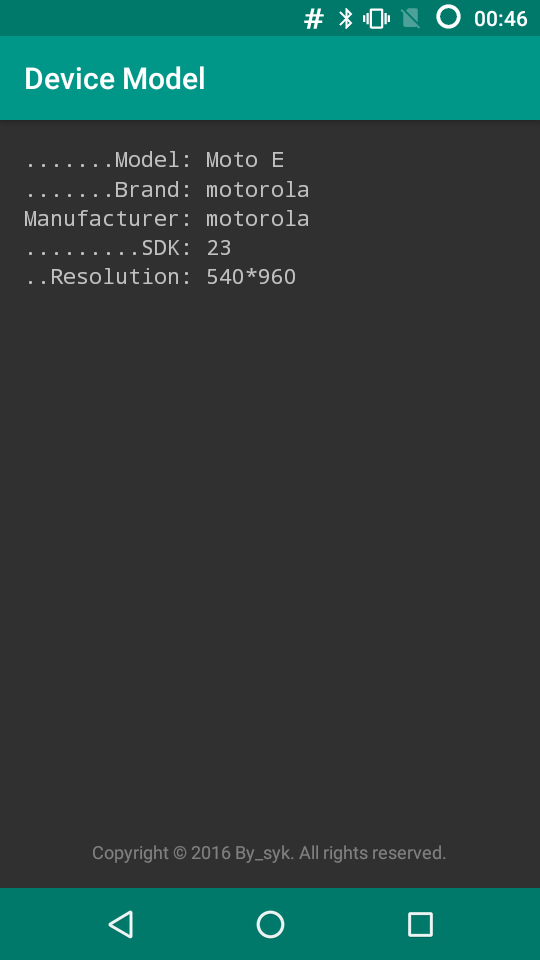 00:46
Device Model
.......Model: Moto E
.......Brand: motorola
Manufacturer: motorola
.........SDK: 23
..Resolution: 540*960
Copyright © 2016 By_syk. All rights reserved.